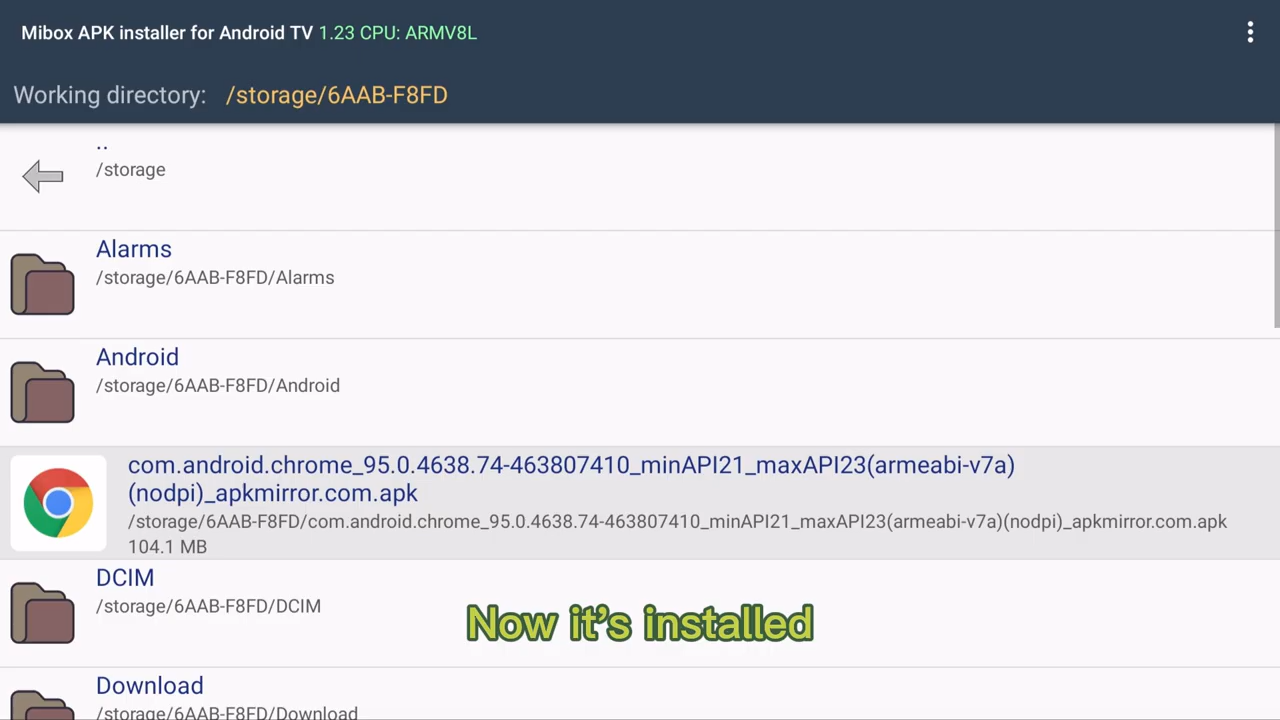 Mibox APK installer for Android TV 1.23 CPU: ARMV8L
Working directory: /storage/6AAB-F8FD
..
/storage
Alarms
/storage/6AAB-F8FD/Alarms
Android
/storage/6AAB-F8FD/Android
com.android.chrome_95.0.4638.74-463807410_minAPI21_maxAPI23(armeabi-v7a)
(nodpi)_apkmirror.com.apk
/storage/6AAB-F8FD/com.android.chrome_95.0.4638.74-463807410_minAPI21_maxAPI23(armeabi-v7a)(nodpi)_apkmirror.com.apk
104.1 MB
DCIM
/storage/6AAB-F8FD/DCIM
Now it's installed
Download
/storage/6AAB-F8FD/Download